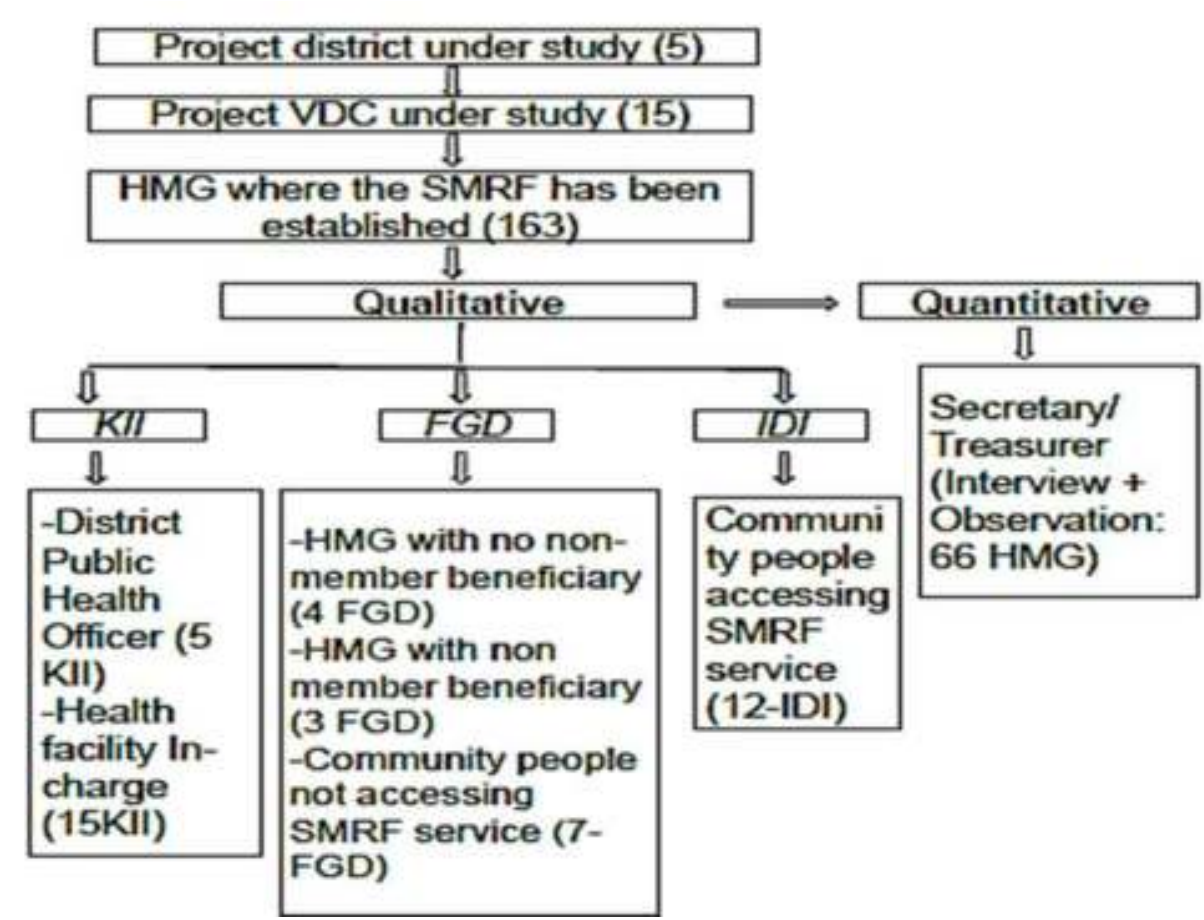 Project district under study (5)
Project VDC under study (15)
HMG where the SMRF has been
established (163)
Qualitative
Quantitative
KII
FGD
IDI
-District
Public
Health
Officer (5
KII)
-Health
facility In-
charge
(15KII)
-HMG with no non-
member beneficiary
(4 FGD)
-HMG with non
member beneficiary
(3 FGD)
-Community people
not accessing
SMRF service (7-
FGD)
Communi
ty people
accessing
SMRF
service
(12-IDI)
Secretary/
Treasurer
(Interview +
Observation:
66 HMG)